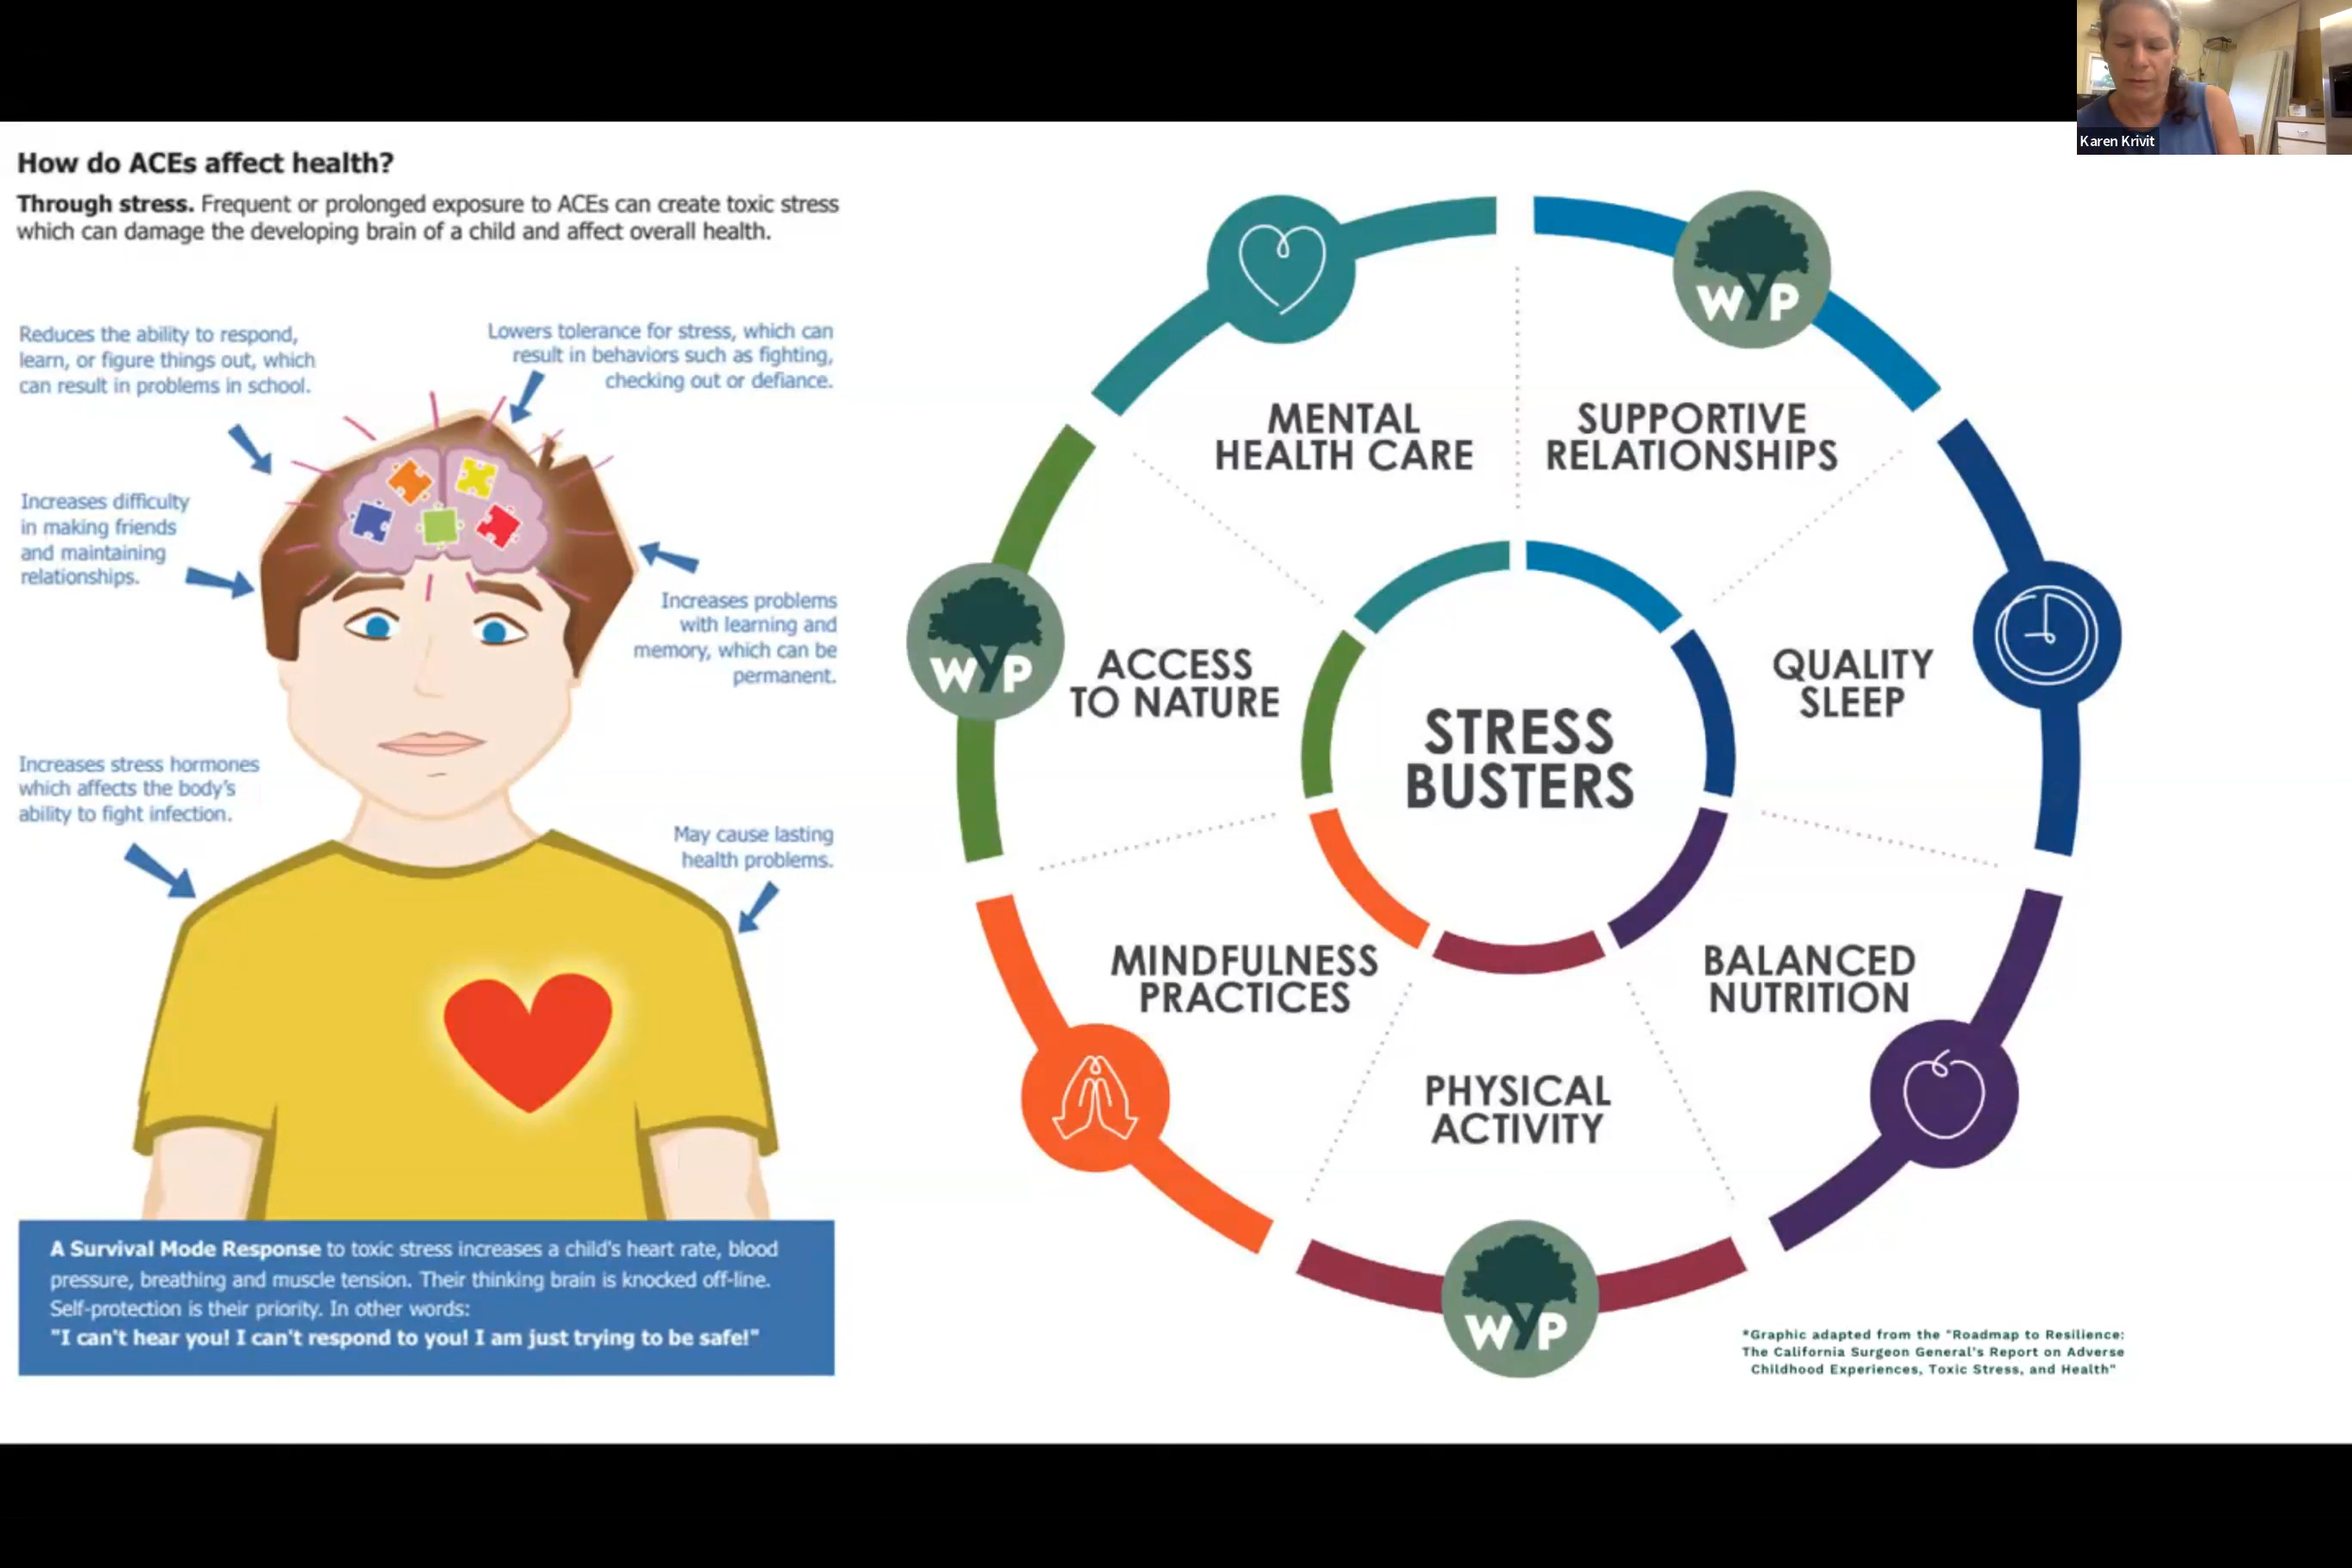 Karen Krivit
How do ACEs affect health?
Through stress. Frequent or prolonged exposure to ACEs can create toxic stress
which can damage the developing brain of a child and affect overall health.
Reduces the ability to respond,
learn, or figure things out, which
can result in problems in school.
Lowers tolerance for stress, which can
result in behaviors such as fighting,
checking out or defiance.
Increases difficulty
in making friends
and maintaining
relationships.
Increases problems
with learning and
memory, which can be
permanent.
Increases stress hormones
which affects the body's
ability to fight infection.
May cause lasting
health problems.
A Survival Mode Response to toxic stress increases a child's heart rate, blood
pressure, breathing and muscle tension. Their thinking brain is knocked off-line.
Self-protection is their priority. In other words:
"I can't hear you! I can't respond to you! I am just trying to be safe!"
WYP
MENTAL
HEALTH CARE
SUPPORTIVE
RELATIONSHIPS
WYP
ACCESS
TO NATURE
QUALITY
SLEEP
STRESS
BUSTERS
MINDFULNESS
PRACTICES
BALANCED
NUTRITION
PHYSICAL
ACTIVITY
WYP
*Graphic adapted from the "Roadmap to Resilience:
The California Surgeon General's Report on Adverse
Childhood Experiences, Toxic Stress, and Health"